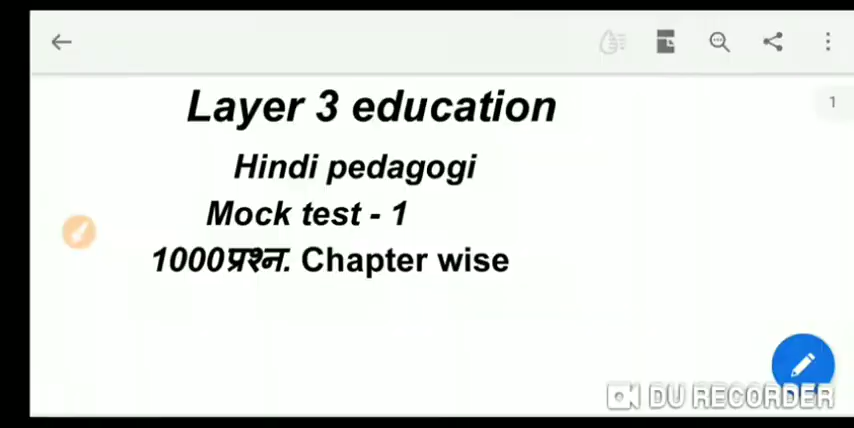 1
Layer 3 education
Hindi pedagogi
Mock test - 1
1000प्रश्न. Chapter wise
DU RECORDER